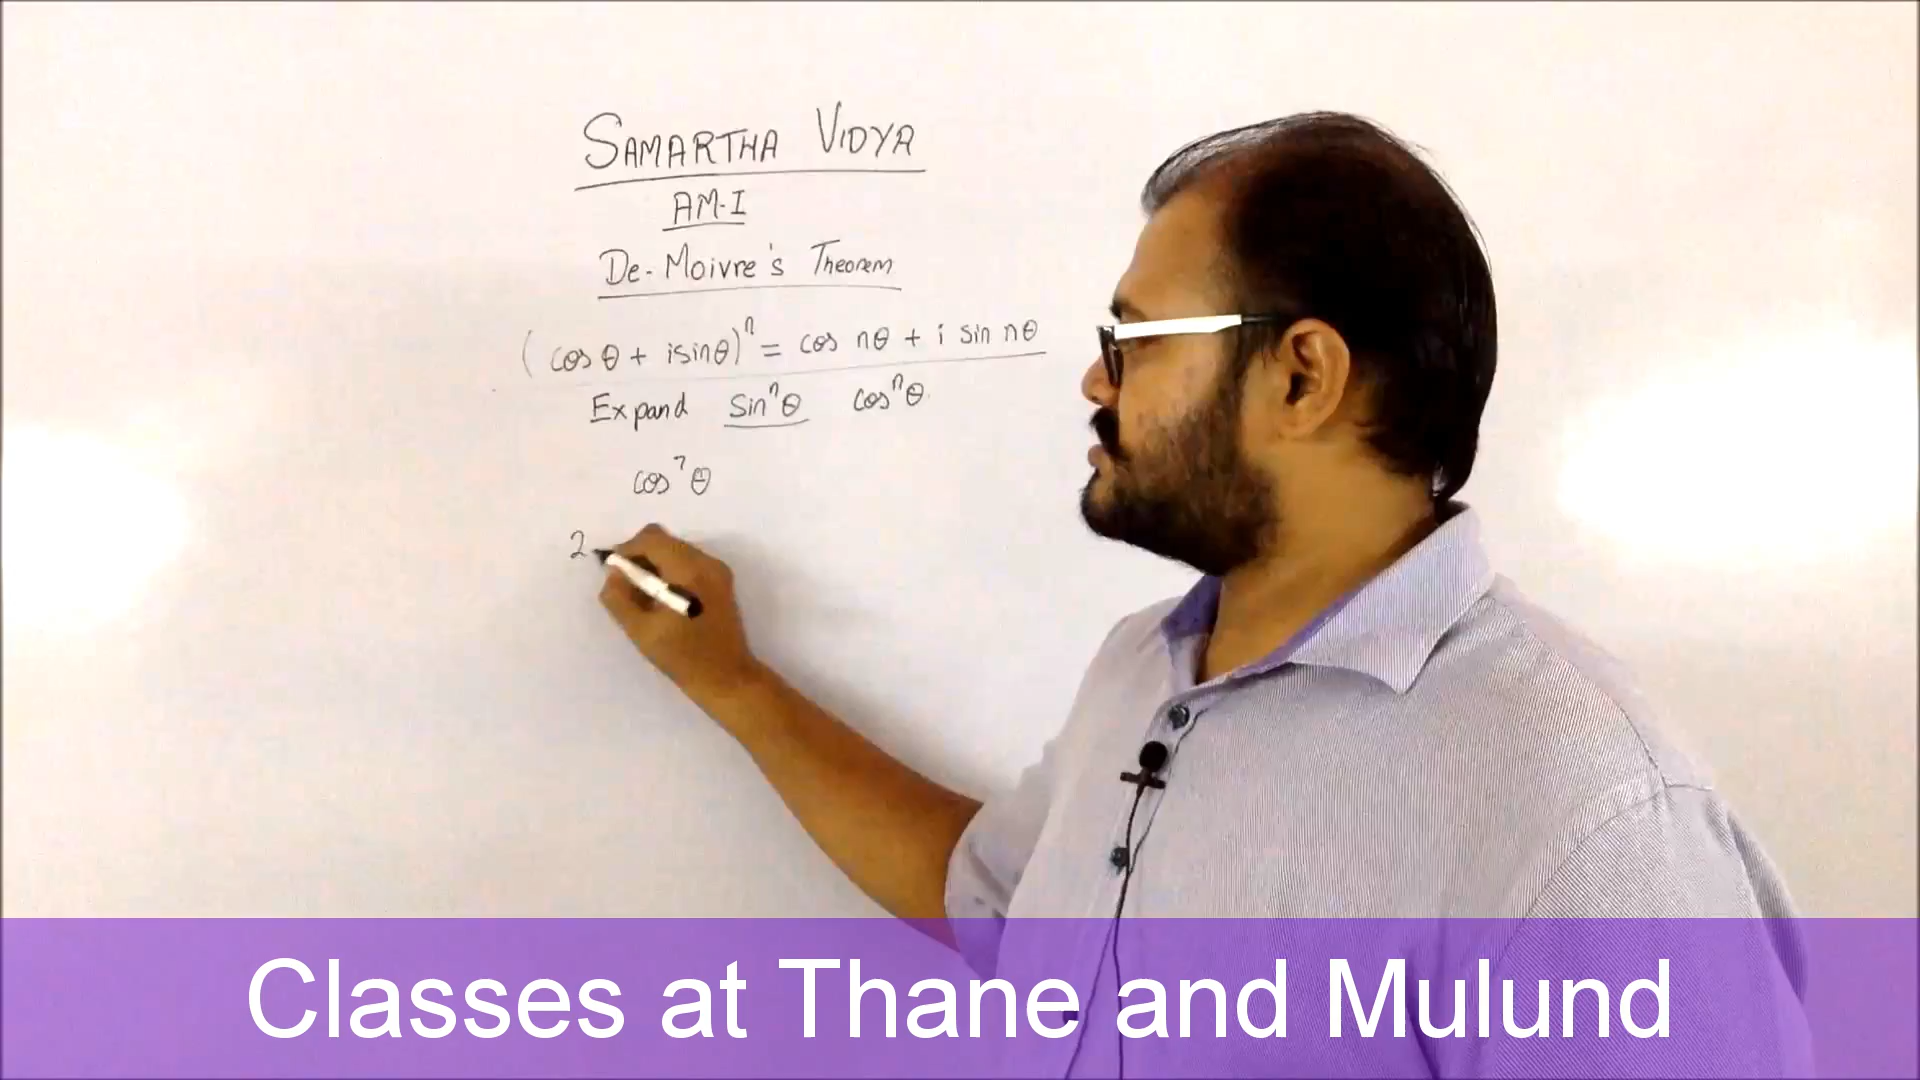 SAMARTHA VIDYA
AM-I
De-Moivre's Theorem
(cos θ + isinθ)ⁿ = cos nθ + i sin nθ
Expand sinⁿθ cosⁿθ
cos⁷θ
2
Classes at Thane and Mulund